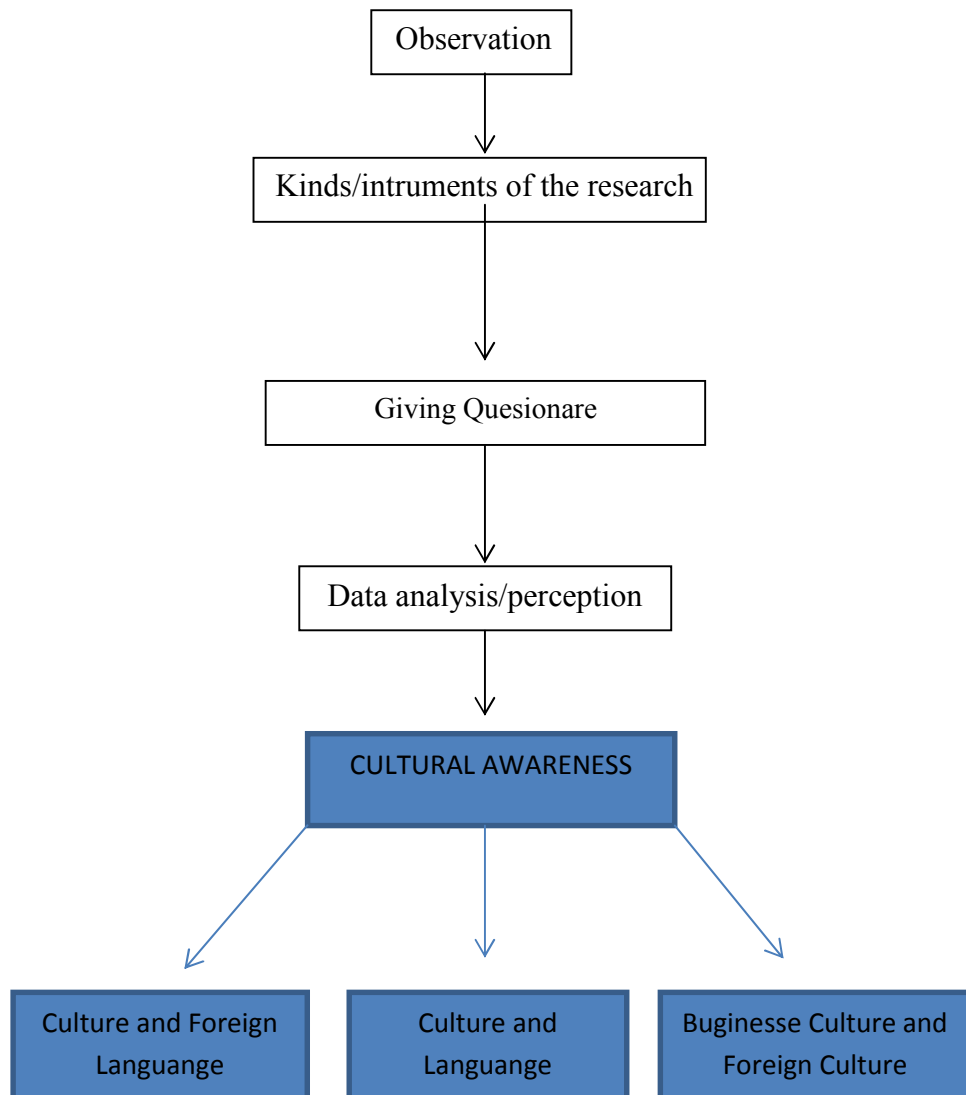 Observation
Kinds/intruments of the research
Giving Quesionare
Data analysis/perception
CULTURAL AWARENESS
Culture and Foreign
Languange
Culture and
Languange
Buginesse Culture and
Foreign Culture